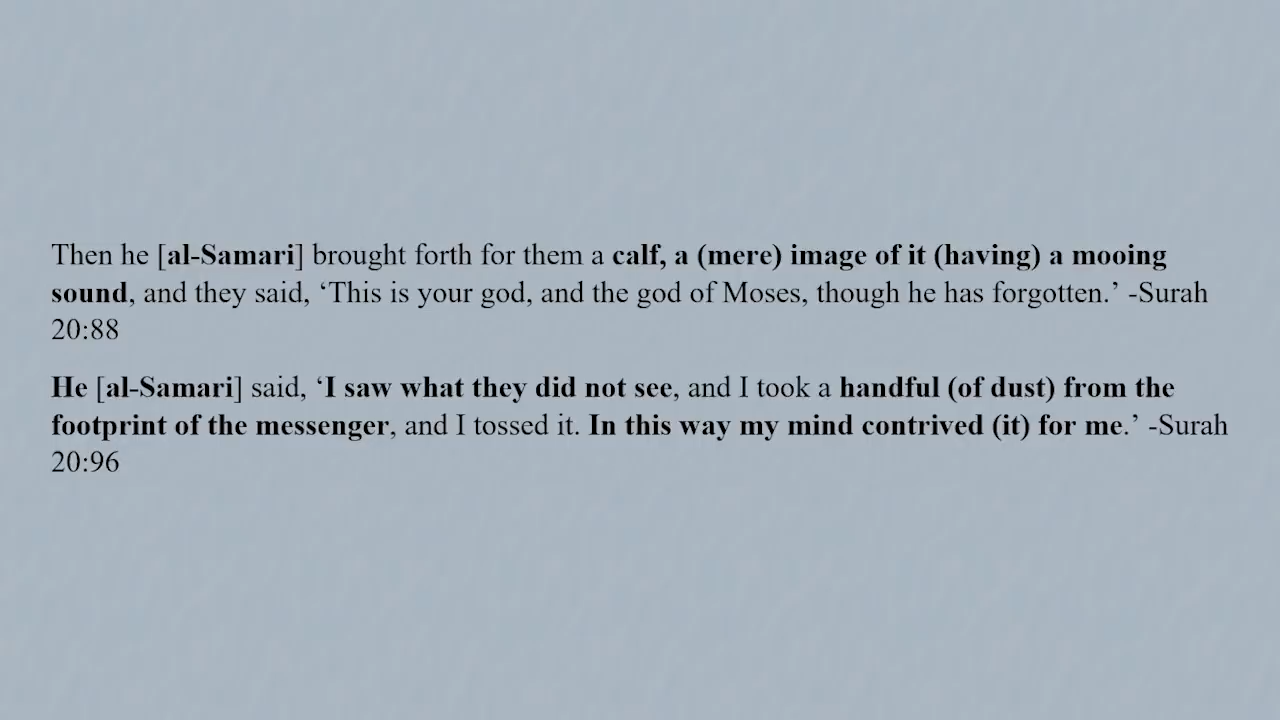 Then he [al-Samari] brought forth for them a calf, a (mere) image of it (having) a mooing
sound, and they said, ‘This is your god, and the god of Moses, though he has forgotten.’ -Surah
20:88
He [al-Samari] said, ‘I saw what they did not see, and I took a handful (of dust) from the
footprint of the messenger, and I tossed it. In this way my mind contrived (it) for me.’ -Surah
20:96